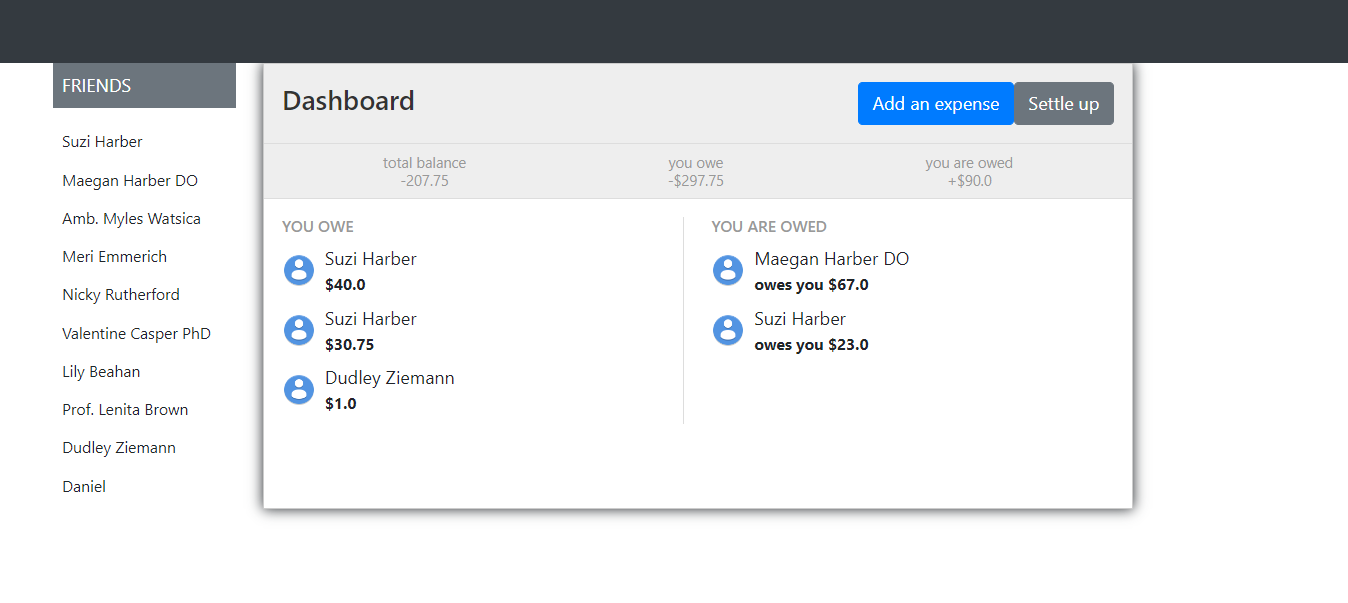 FRIENDS
Suzi Harber
Maegan Harber DO
Amb. Myles Watsica
Meri Emmerich
Nicky Rutherford
Valentine Casper PhD
Lily Beahan
Prof. Lenita Brown
Dudley Ziemann
Daniel
Dashboard
Add an expense
Settle up
total balance
-207.75
you owe
-$297.75
you are owed
+$90.0
YOU OWE
Suzi Harber
$40.0
Suzi Harber
$30.75
Dudley Ziemann
$1.0
YOU ARE OWED
Maegan Harber DO
owes you $67.0
Suzi Harber
owes you $23.0